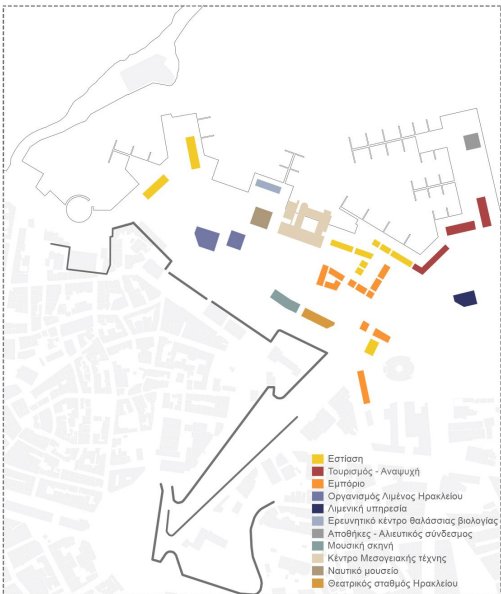 Εστίαση
Τουρισμός - Αναψυχή
Εμπόριο
Οργανισμός Λιμένος Ηρακλείου
Λιμενική υπηρεσία
Ερευνητικό κέντρο θαλάσσιας βιολογίας
Αποθήκες - Αλιευτικός σύνδεσμος
Μουσική σκηνή
Κέντρο Μεσογειακής τέχνης
Ναυτικό μουσείο
Θεατρικός σταθμός Ηρακλείου